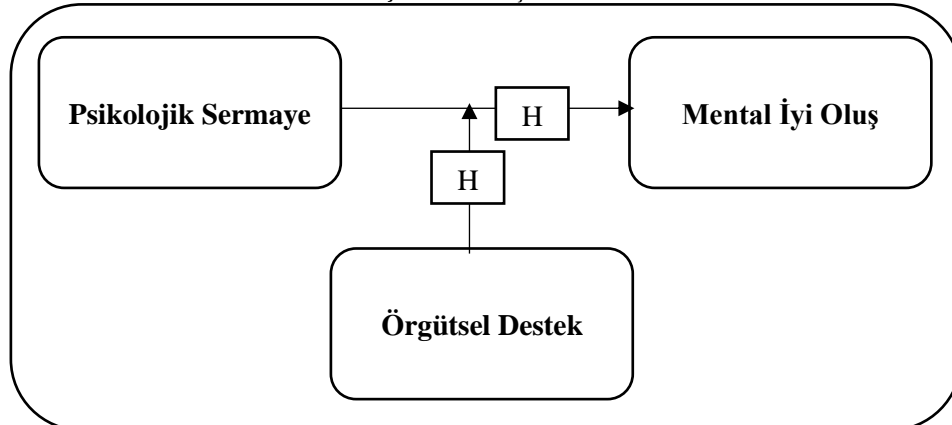 Psikolojik Sermaye
H
Mental İyi Oluş
H
Örgütsel Destek